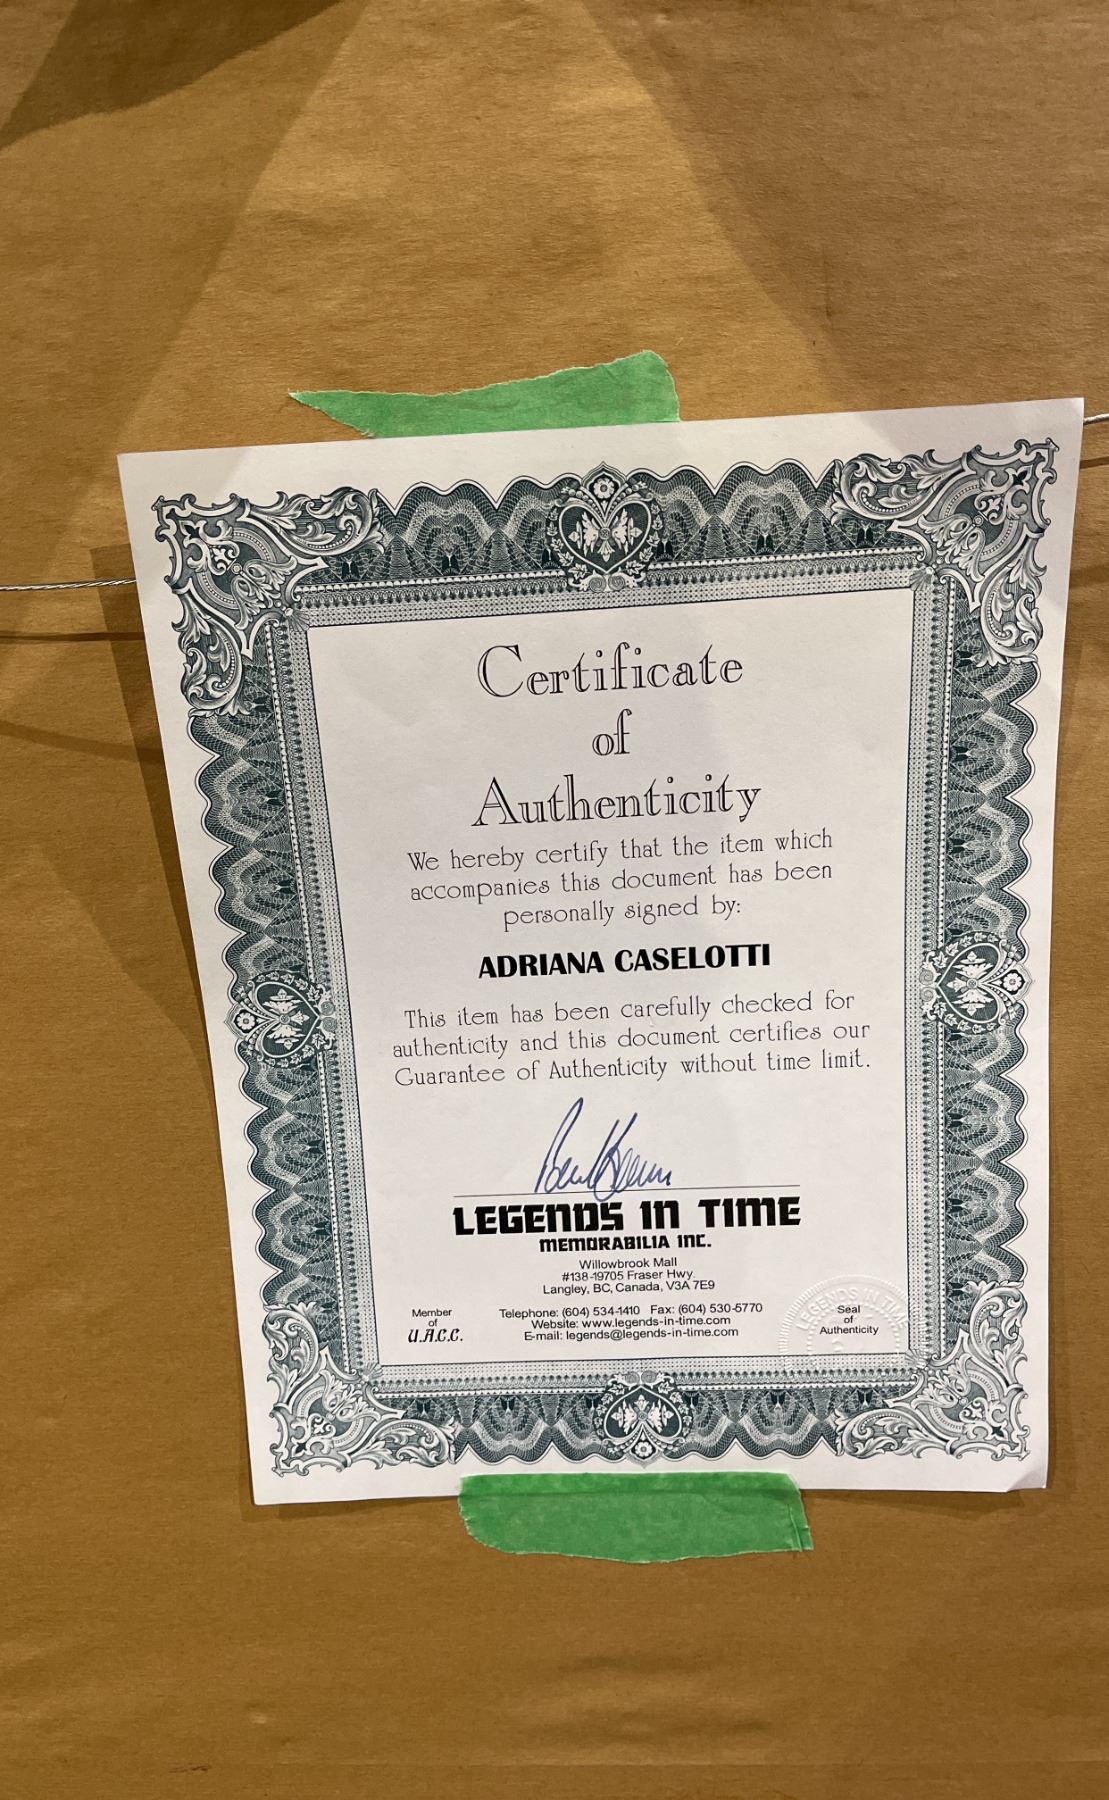 Certificate
of
Authenticity
We hereby certify that the item which
accompanies this document has been
personally signed by:
ADRIANA CASELOTTI
This item has been carefully checked for
authenticity and this document certifies our
Guarantee of Authenticity without time limit.
LEGENDS IN TIME
MEMORABILIA INC.
Willowbrook Mall
#138-19705 Fraser Hwy.
Langley, BC, Canada, V3A 7E9
Telephone: (604) 534-1410 Fax: (604) 530-5770
Website: www.legends-in-time.com
E-mail: legends@legends-in-time.com
Member
of
U.A.C.C.
LEGENDS IN TIME
Seal
of
Authenticity